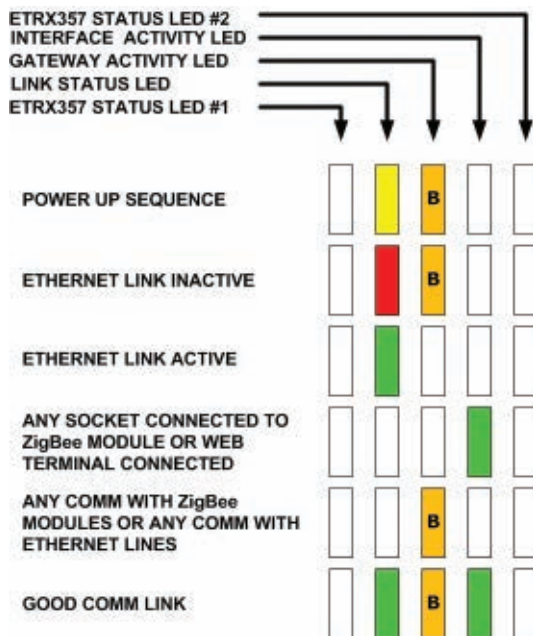 ETRX357 STATUS LED #2
INTERFACE ACTIVITY LED
GATEWAY ACTIVITY LED
LINK STATUS LED
ETRX357 STATUS LED #1
POWER UP SEQUENCE
B
ETHERNET LINK INACTIVE
B
ETHERNET LINK ACTIVE
ANY SOCKET CONNECTED TO
ZigBee MODULE OR WEB
TERMINAL CONNECTED
ANY COMM WITH ZigBee
MODULES OR ANY COMM WITH
ETHERNET LINES
B
GOOD COMM LINK
B